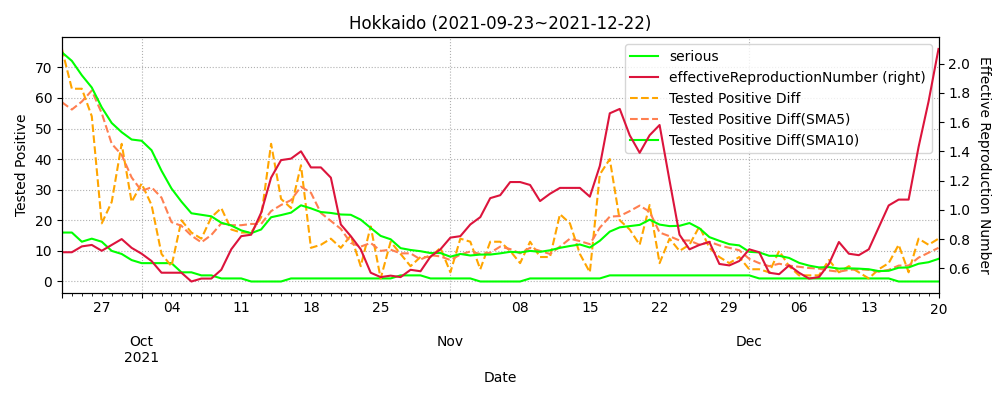 Hokkaido (2021-09-23~2021-12-22)
serious
effectiveReproductionNumber (right)
Tested Positive Diff
Tested Positive Diff(SMA5)
Tested Positive Diff(SMA10)
Tested Positive
70
60
50
40
30
20
10
0
Effective Reproduction Number
2.0
1.8
1.6
1.4
1.2
1.0
0.8
0.6
27 04 11 18 25 08 15 22 29 06 13 20
Oct Nov Dec
2021
Date